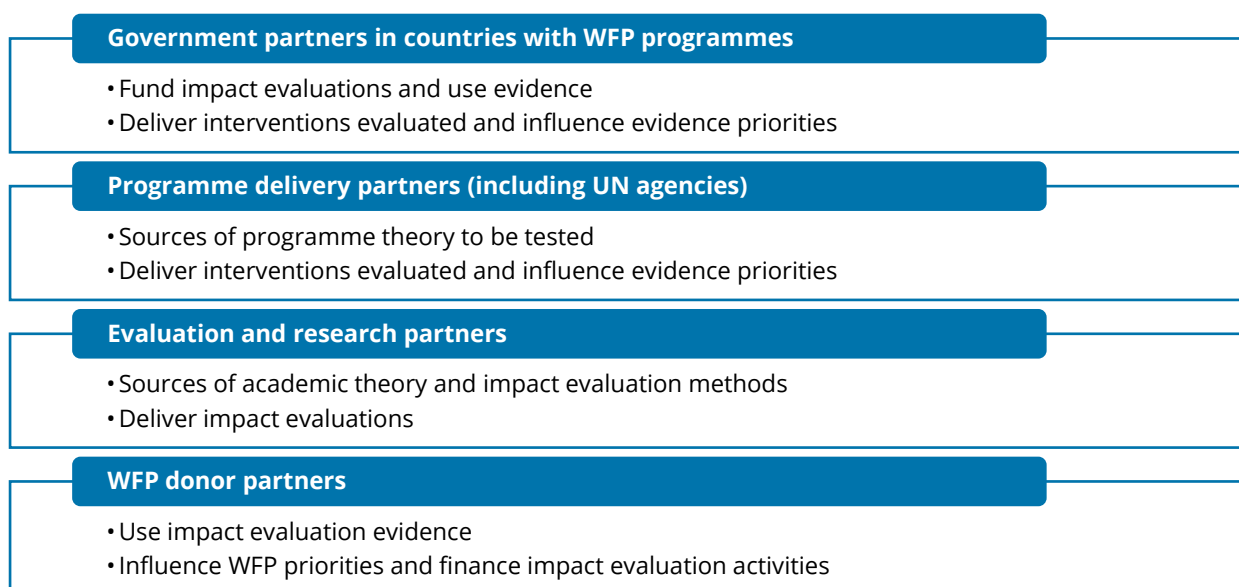 Government partners in countries with WFP programmes
• Fund impact evaluations and use evidence
• Deliver interventions evaluated and influence evidence priorities
Programme delivery partners (including UN agencies)
• Sources of programme theory to be tested
• Deliver interventions evaluated and influence evidence priorities
Evaluation and research partners
• Sources of academic theory and impact evaluation methods
• Deliver impact evaluations
WFP donor partners
• Use impact evaluation evidence
• Influence WFP priorities and finance impact evaluation activities